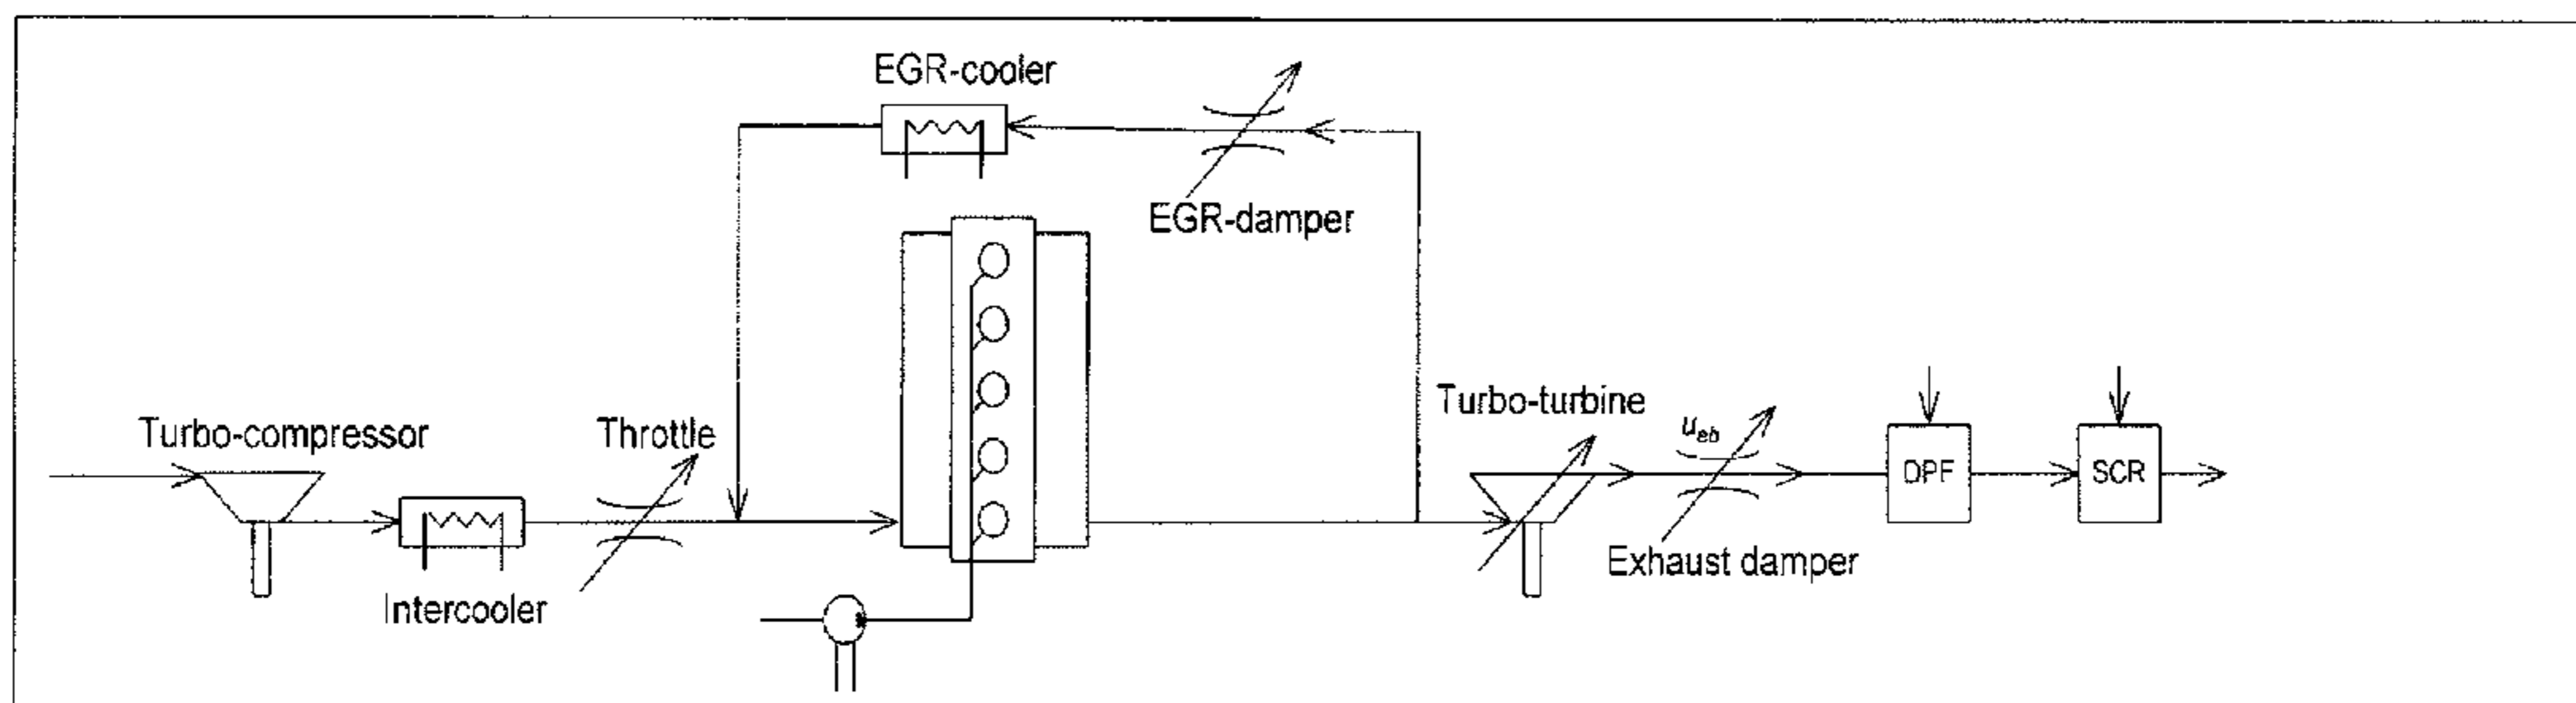 EGR-cooler
EGR-damper
Turbo-compressor
Throttle
Turbo-turbine
u_eb
DPF
SCR
Exhaust damper
Intercooler